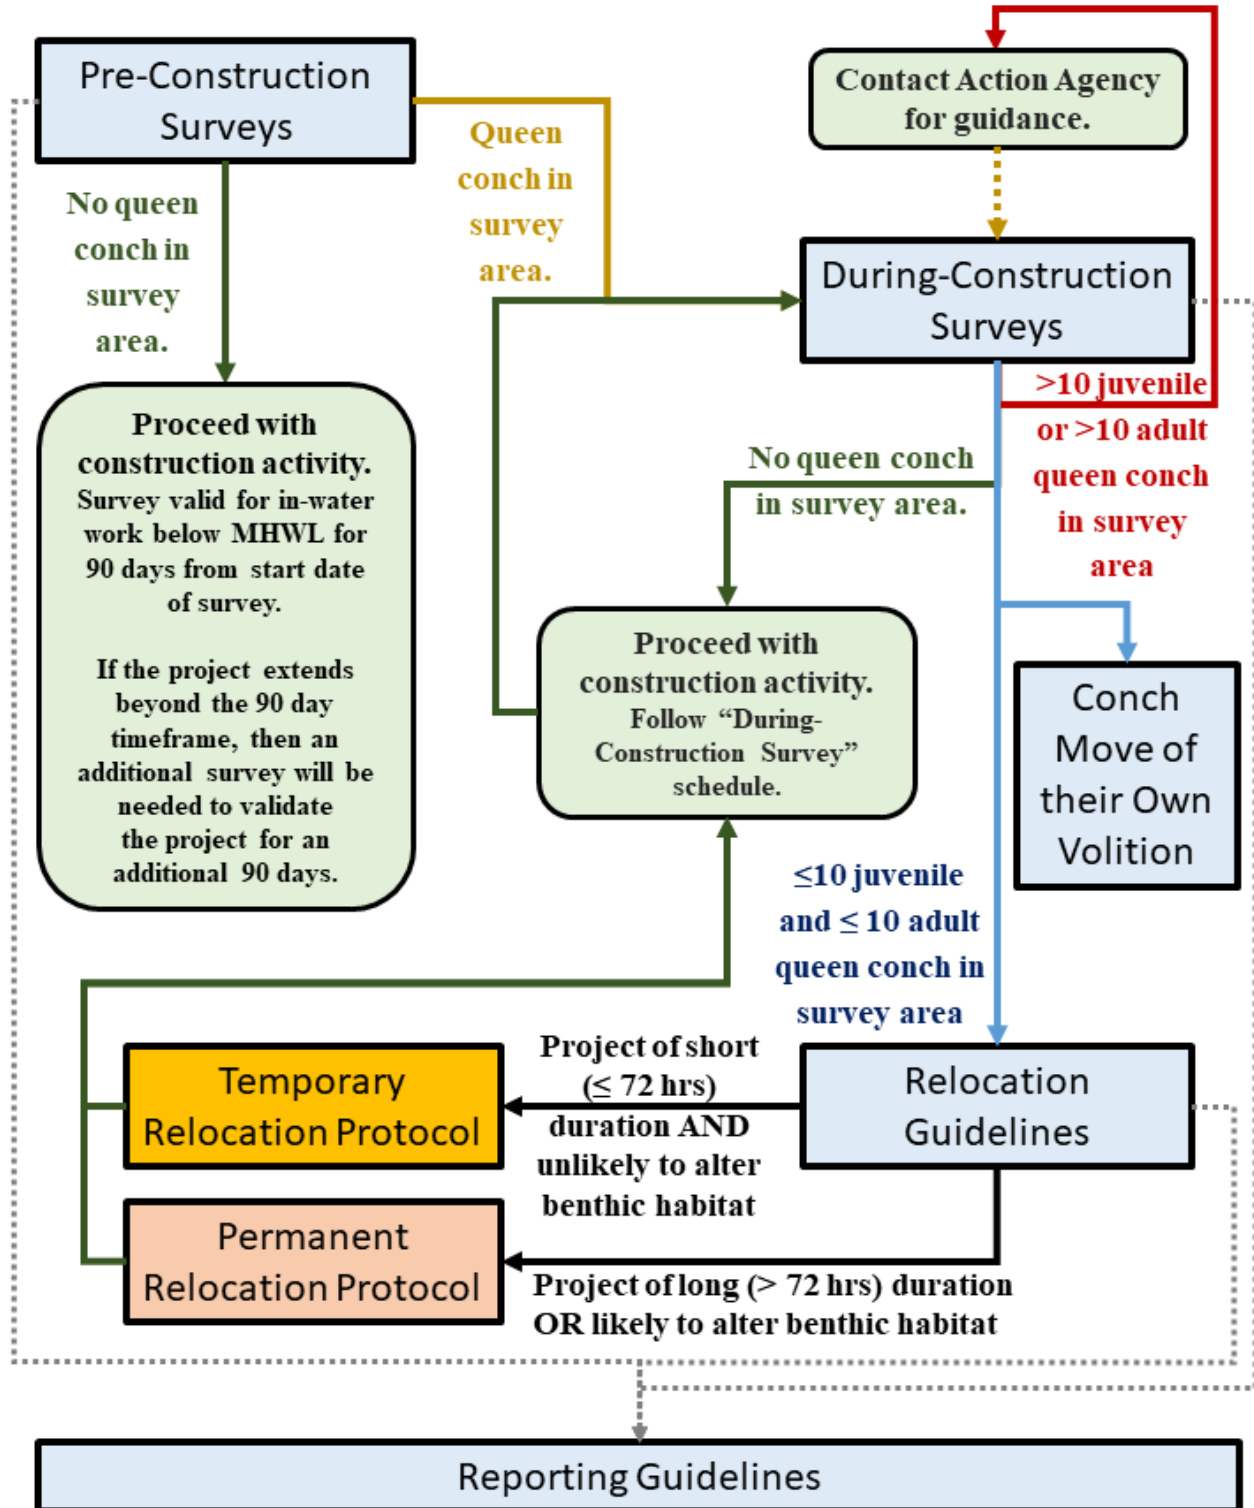 Pre-Construction
Surveys
Contact Action Agency
for guidance.
Queen
conch in
survey
area.
No queen
conch in
survey
area.
During-Construction
Surveys
>10 juvenile
or >10 adult
queen conch
in survey
area
No queen conch
in survey area.
Proceed with
construction activity.
Survey valid for in-water
work below MHWL for
90 days from start date
of survey.
If the project extends
beyond the 90 day
timeframe, then an
additional survey will be
needed to validate
the project for an
additional 90 days.
Proceed with
construction activity.
Follow “During-
Construction Survey”
schedule.
Conch
Move of
their Own
Volition
≤10 juvenile
and ≤ 10 adult
queen conch in
survey area
Temporary
Relocation Protocol
Project of short
(≤ 72 hrs)
duration AND
unlikely to alter
benthic habitat
Relocation
Guidelines
Permanent
Relocation Protocol
Project of long (> 72 hrs) duration
OR likely to alter benthic habitat
Reporting Guidelines